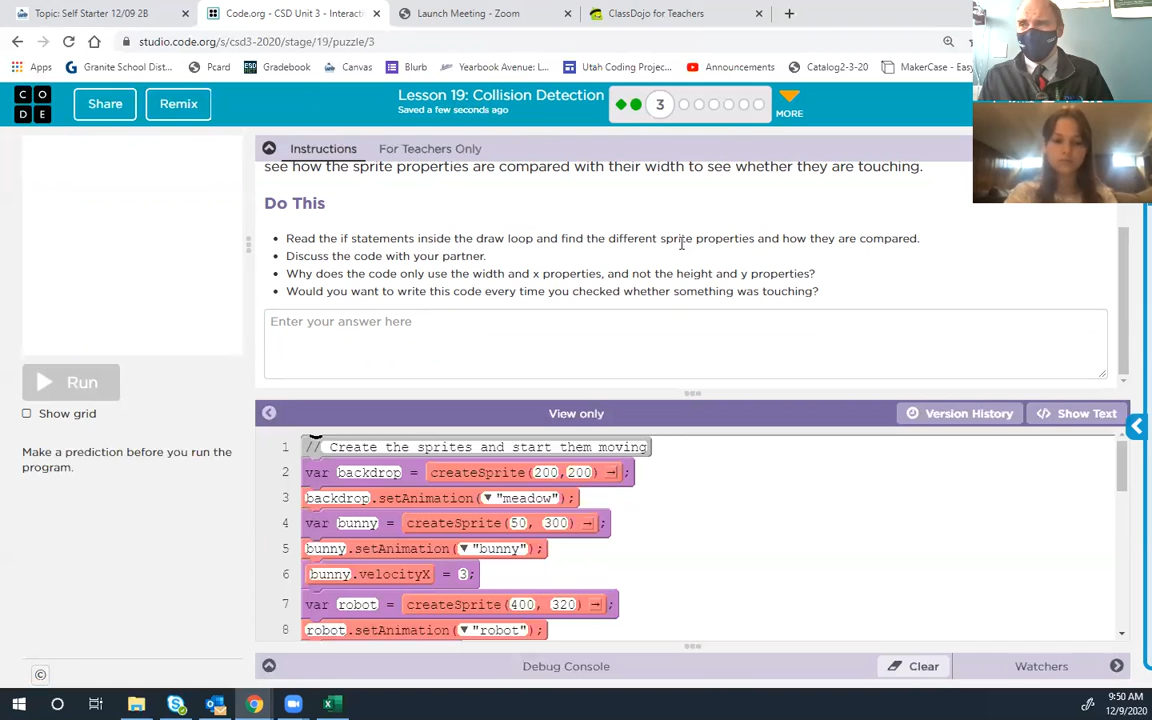 Topic: Self Starter 12/09 2B
Code.org - CSD Unit 3 - Interact
Launch Meeting - Zoom
ClassDojo for Teachers
studio.code.org/s/csd3-2020/stage/19/puzzle/3
Apps
Granite School Dist...
Pcard
Gradebook
Canvas
Blurb
Yearbook Avenue: L...
Utah Coding Projec...
Announcements
Catalog2-3-20
MakerCase - Eas
CODE
Share
Remix
Lesson 19: Collision Detection
Saved a few seconds ago
3
MORE
Instructions
For Teachers Only
see how the sprite properties are compared with their width to see whether they are touching.
Do This
• Read the if statements inside the draw loop and find the different sprite properties and how they are compared.
• Discuss the code with your partner.
• Why does the code only use the width and x properties, and not the height and y properties?
• Would you want to write this code every time you checked whether something was touching?
Enter your answer here
Run
Show grid
Make a prediction before you run the
program.
View only
Version History
Show Text
1 // Create the sprites and start them moving
2 var backdrop = createSprite(200,200) → ;
3 backdrop.setAnimation(▼"meadow");
4 var bunny = createSprite(50, 300) → ;
5 bunny.setAnimation(▼"bunny");
6 bunny.velocityX = 3;
7 var robot = createSprite(400, 320) → ;
8 robot.setAnimation(▼"robot");
©
Debug Console
Clear
Watchers
9:50 AM
12/9/2020